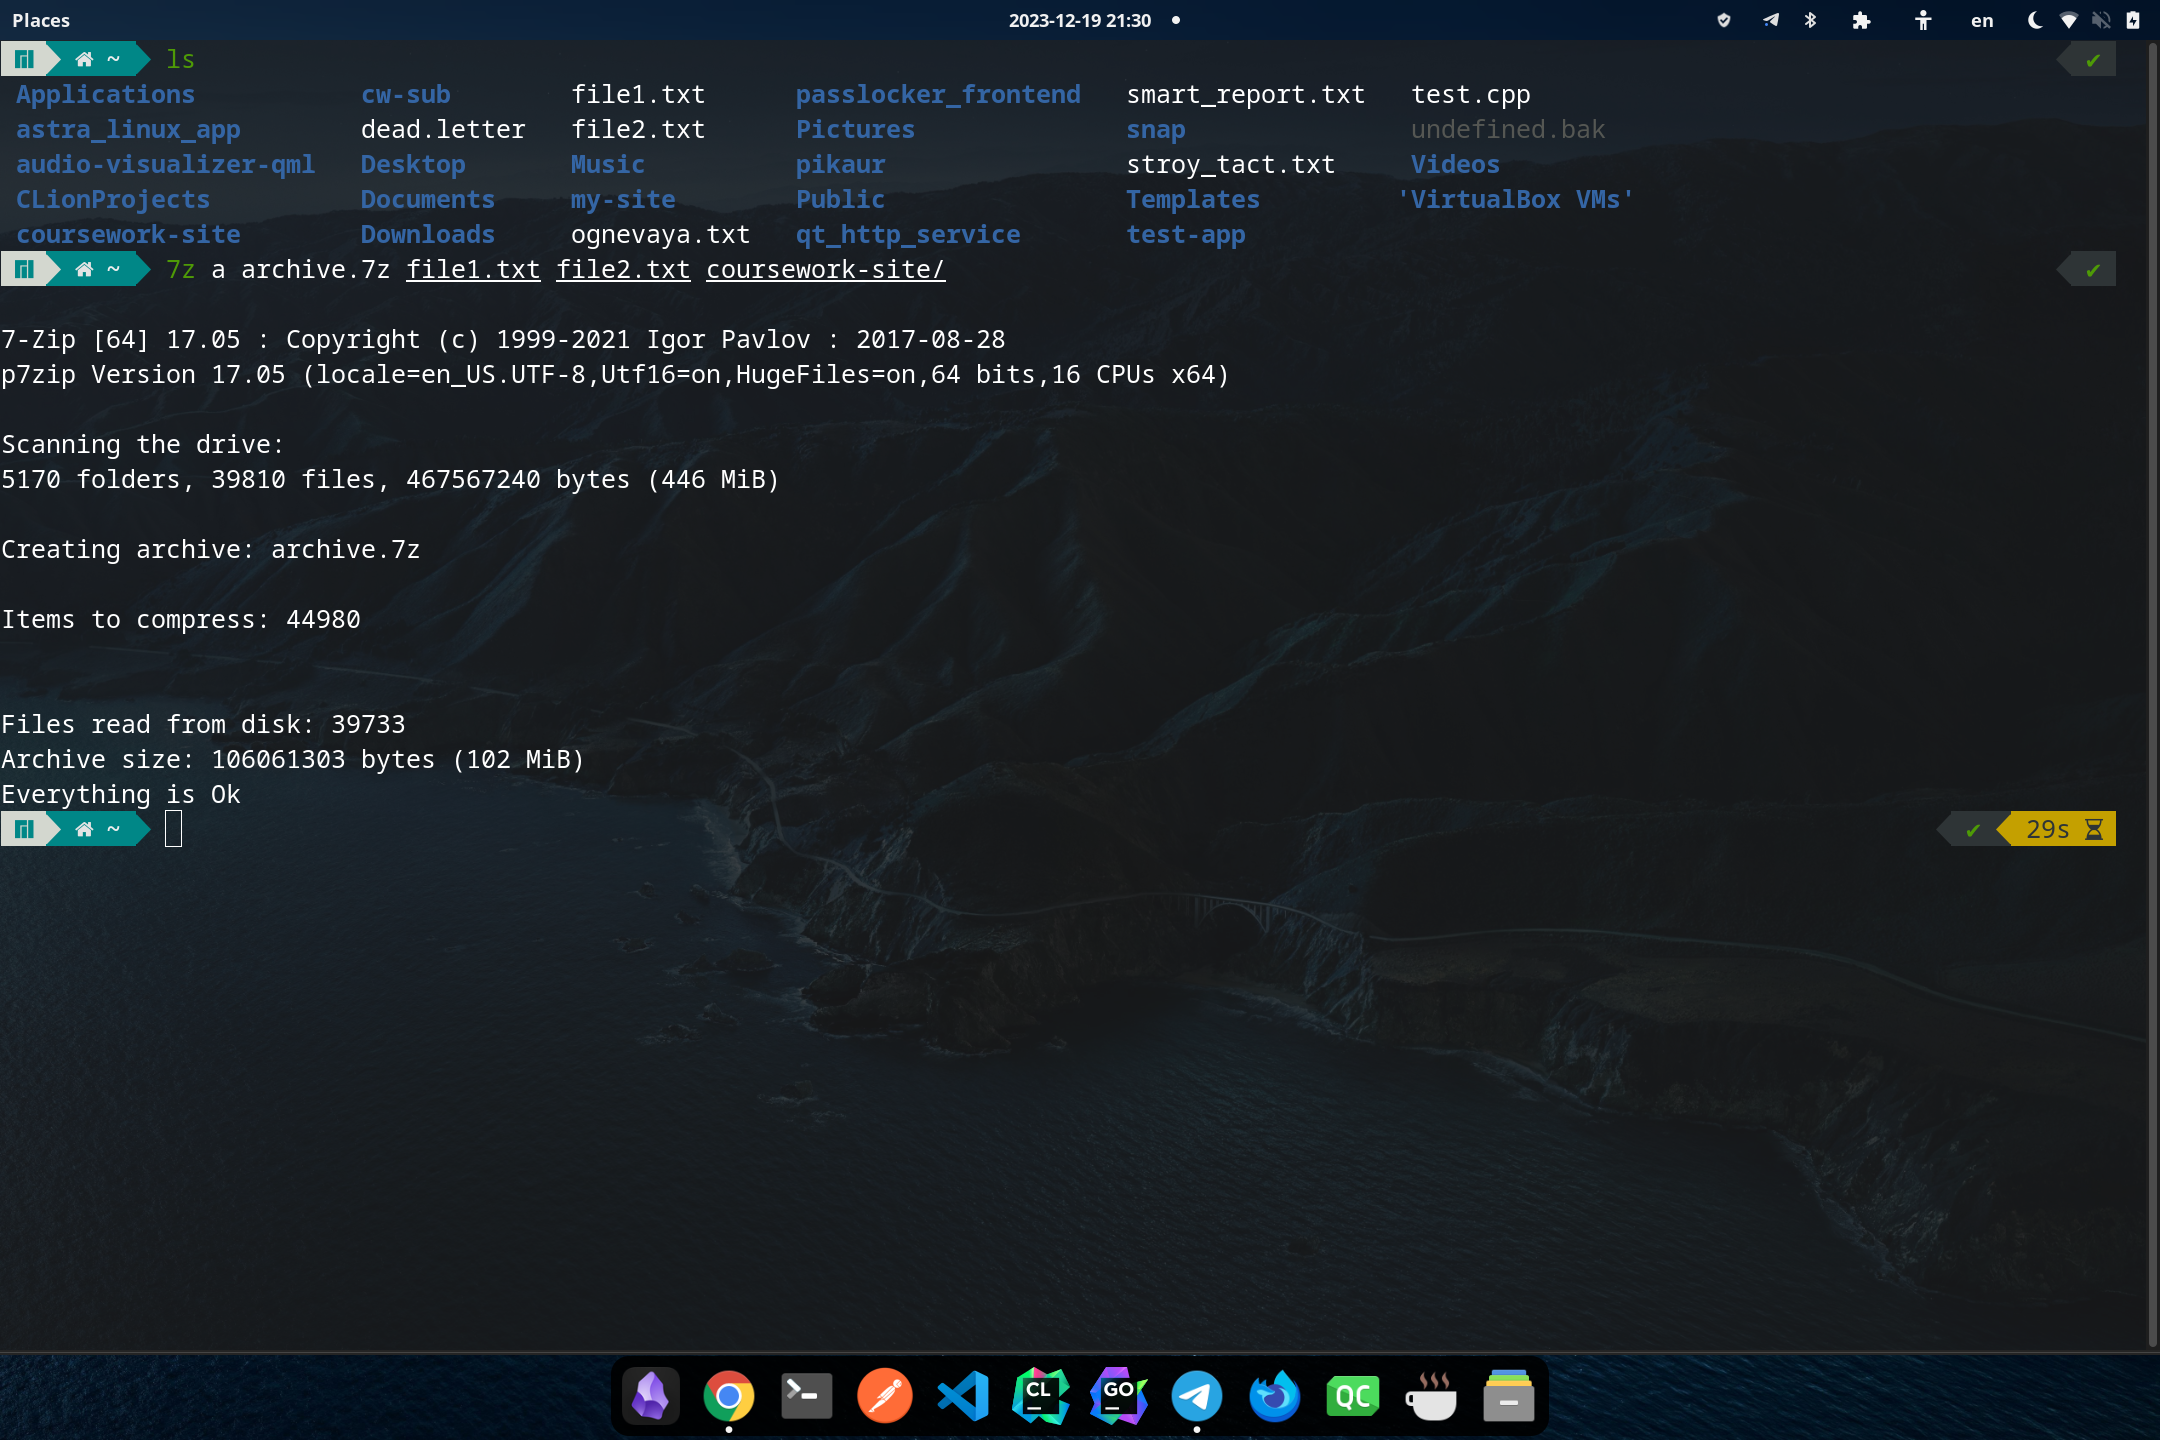 Places 2023-12-19 21:30 en
~ ls ✔
Applications cw-sub file1.txt passlocker_frontend smart_report.txt test.cpp
astra_linux_app dead.letter file2.txt Pictures snap undefined.bak
audio-visualizer-qml Desktop Music pikaur stroy_tact.txt Videos
CLionProjects Documents my-site Public Templates 'VirtualBox VMs'
coursework-site Downloads ognevaya.txt qt_http_service test-app
~ 7z a archive.7z file1.txt file2.txt coursework-site/ ✔
7-Zip [64] 17.05 : Copyright (c) 1999-2021 Igor Pavlov : 2017-08-28
p7zip Version 17.05 (locale=en_US.UTF-8,Utf16=on,HugeFiles=on,64 bits,16 CPUs x64)
Scanning the drive:
5170 folders, 39810 files, 467567240 bytes (446 MiB)
Creating archive: archive.7z
Items to compress: 44980
Files read from disk: 39733
Archive size: 106061303 bytes (102 MiB)
Everything is Ok
~ ✔ 29s
CL GO QC